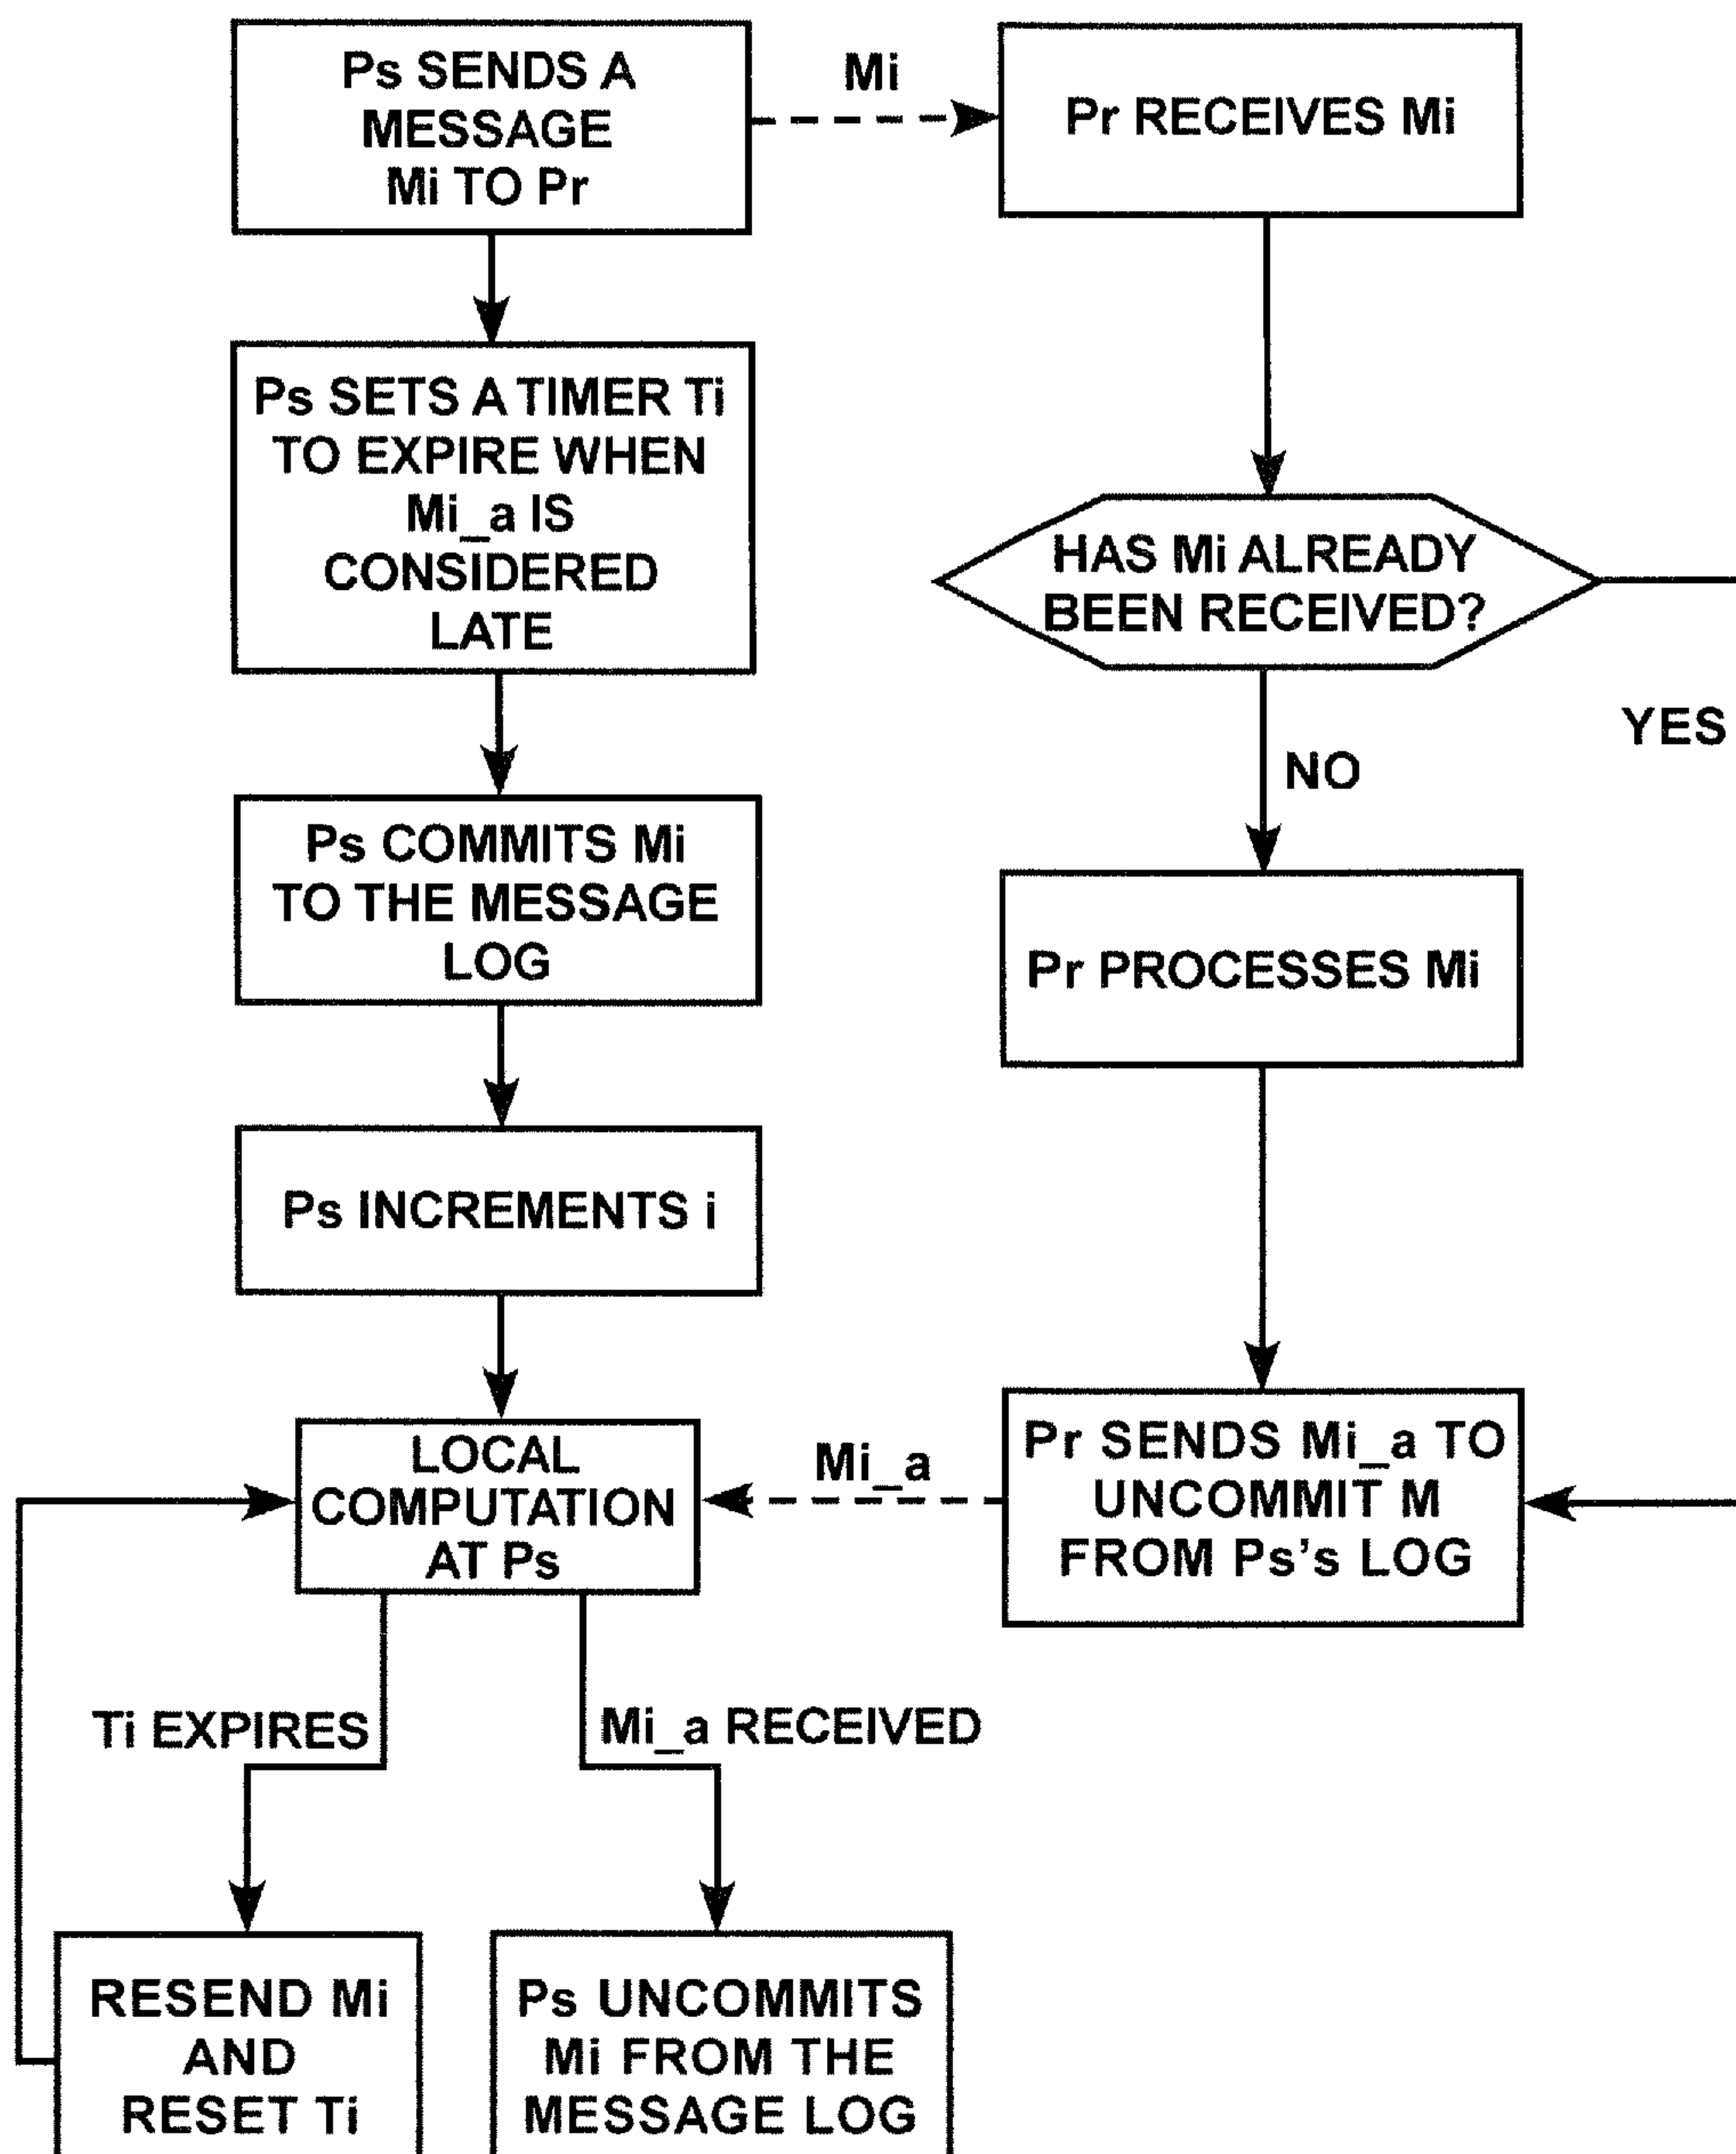 Ps SENDS A
MESSAGE
Mi TO Pr
Mi
Pr RECEIVES Mi
Ps SETS A TIMER Ti
TO EXPIRE WHEN
Mi_a IS
CONSIDERED
LATE
HAS Mi ALREADY
BEEN RECEIVED?
YES
NO
Ps COMMITS Mi
TO THE MESSAGE
LOG
Pr PROCESSES Mi
Ps INCREMENTS i
LOCAL
COMPUTATION
AT Ps
Mi_a
Pr SENDS Mi_a TO
UNCOMMIT M
FROM Ps's LOG
Ti EXPIRES
Mi_a RECEIVED
RESEND Mi
AND
RESET Ti
Ps UNCOMMITS
Mi FROM THE
MESSAGE LOG